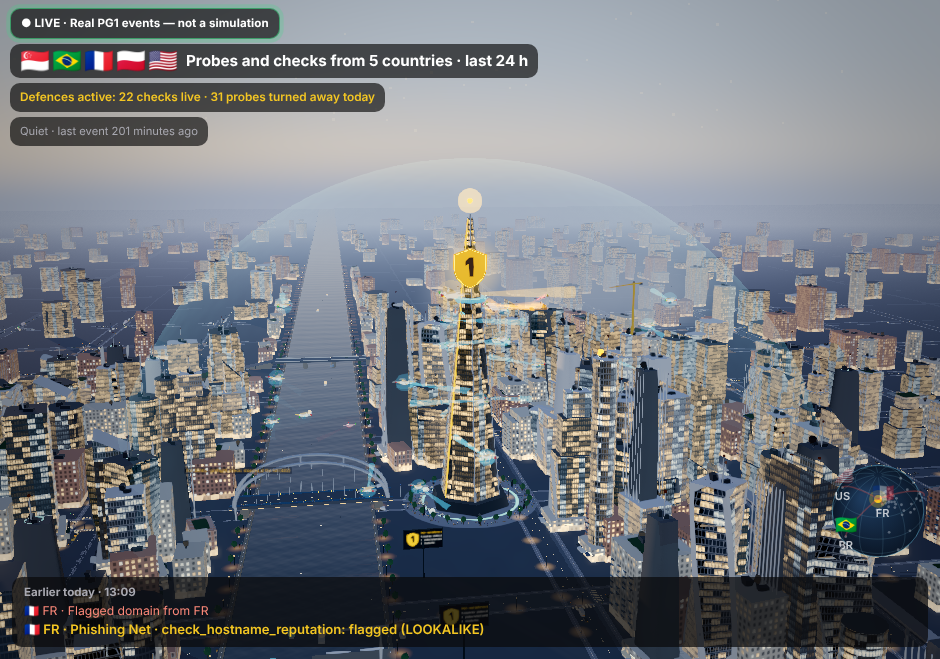 LIVE · Real PG1 events — not a simulation
Probes and checks from 5 countries · last 24 h
Defences active: 22 checks live · 31 probes turned away today
Quiet · last event 201 minutes ago
1
US
FR
BR
1
1
Earlier today · 13:09
FR · Flagged domain from FR
FR · Phishing Net · check_hostname_reputation: flagged (LOOKALIKE)